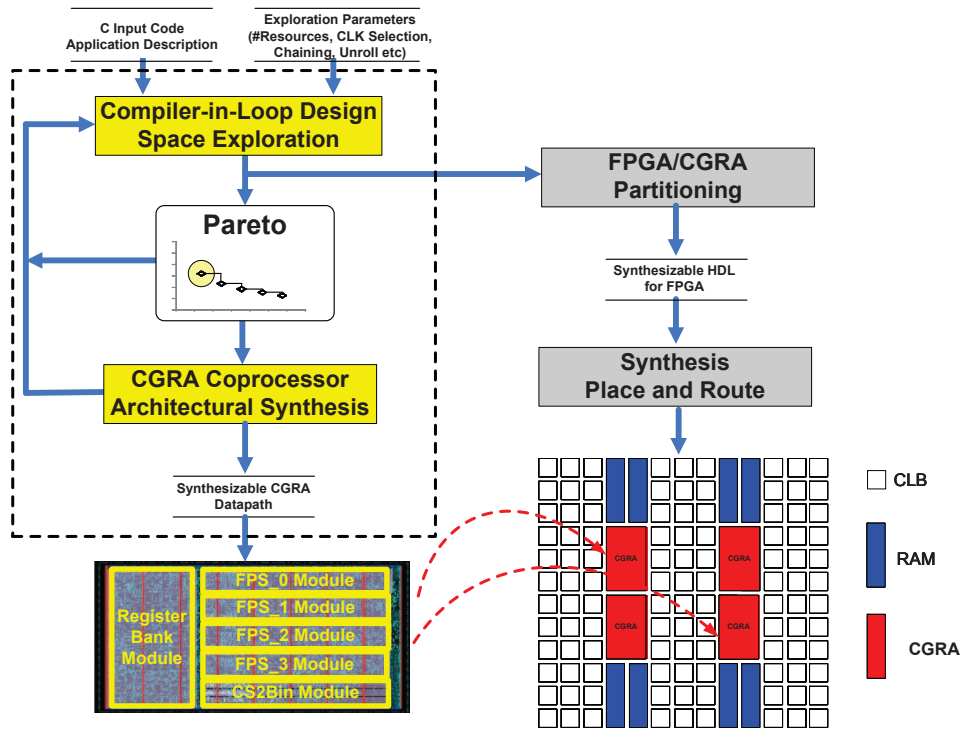 C Input Code
Application Description
Exploration Parameters
(#Resources, CLK Selection,
Chaining, Unroll etc)
Compiler-in-Loop Design
Space Exploration
FPGA/CGRA
Partitioning
Pareto
Synthesizable HDL
for FPGA
CGRA Coprocessor
Architectural Synthesis
Synthesis
Place and Route
Synthesizable CGRA
Datapath
Register
Bank
Module
FPS_0 Module
FPS_1 Module
FPS_2 Module
FPS_3 Module
CS2Bin Module
CGRA
CGRA
CGRA
CGRA
CLB
RAM
CGRA